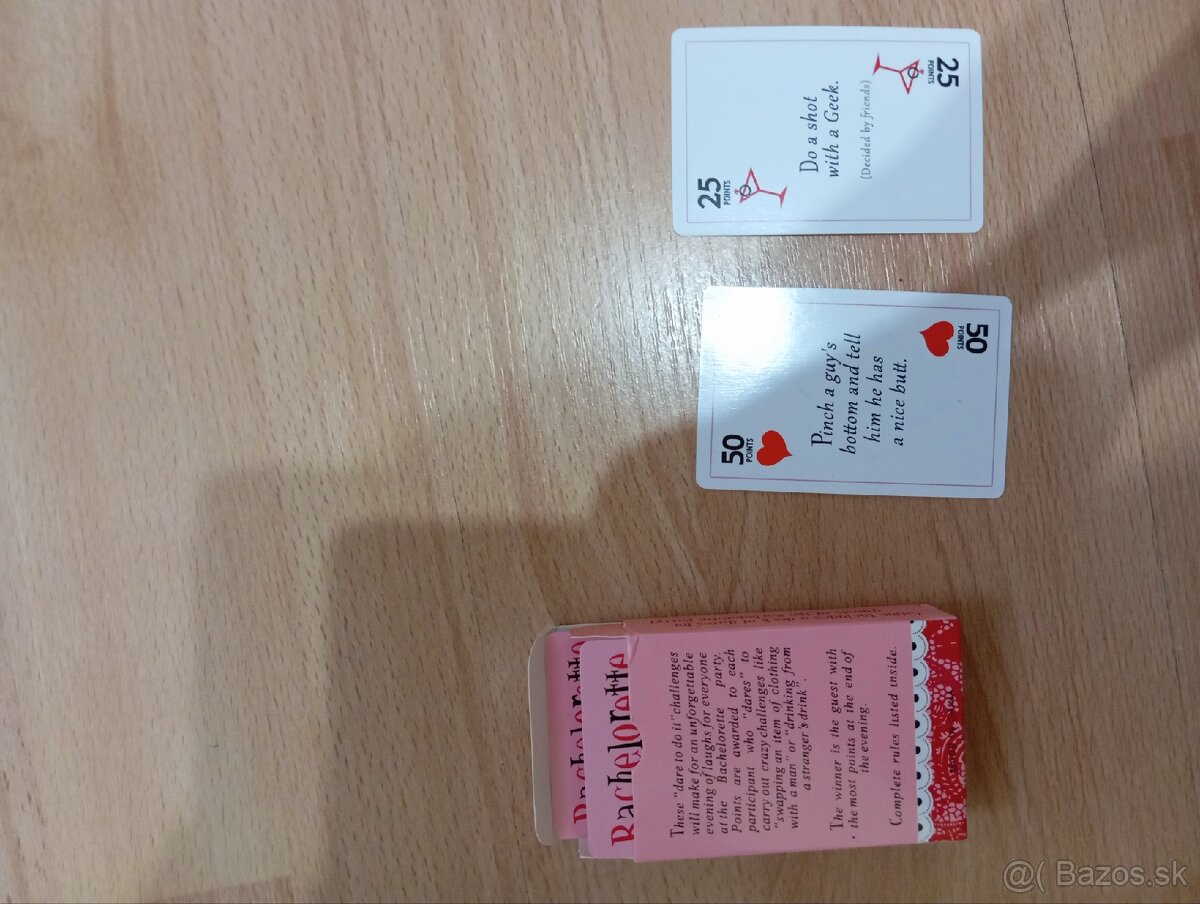 25
POINTS
Do a shot
with a Geek.
(Decided by friends)
25
POINTS
50
POINTS
Pinch a guy's
bottom and tell
him he has
a nice butt.
50
POINTS
Bachelorette
Bachelorette
These "dare to do it" challenges
will make for an unforgettable
evening of laughs for everyone
at the Bachelorette party.
Points are awarded to each
participant who "dares" to
carry out crazy challenges like
"swapping an item of clothing
with a man" or "drinking from
a stranger's drink".
The winner is the guest with
the most points at the end of
the evening.
Complete rules listed inside.
@( Bazos.sk